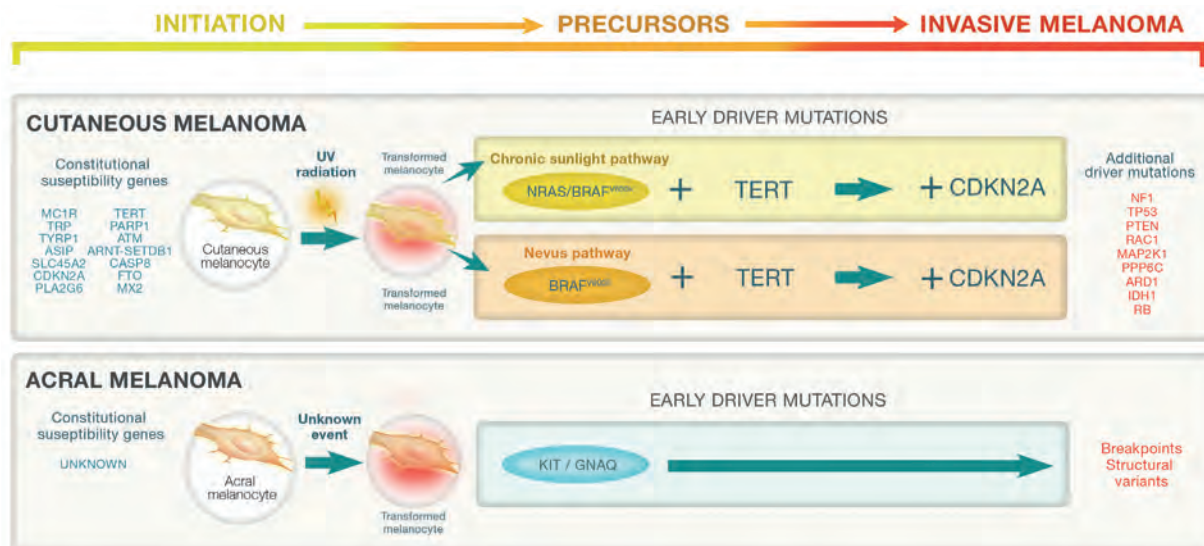 INITIATION PRECURSORS INVASIVE MELANOMA
CUTANEOUS MELANOMA
Constitutional
suseptibility genes
MC1R TERT
TRP PARP1
TYRP1 ATM
ASIP ARNT-SETDB1
SLC45A2 CASP8
CDKN2A FTO
PLA2G6 MX2
Cutaneous
melanocyte
UV
radiation
Transformed
melanocyte
Transformed
melanocyte
EARLY DRIVER MUTATIONS
Chronic sunlight pathway
NRAS/BRAF + TERT + CDKN2A
Nevus pathway
BRAF + TERT + CDKN2A
Additional
driver mutations
NF1
TP53
PTEN
RAC1
MAP2K1
PPP6C
ARD1
IDH1
RB
ACRAL MELANOMA
Constitutional
suseptibility genes
UNKNOWN
Acral
melanocyte
Unknown
event
Transformed
melanocyte
EARLY DRIVER MUTATIONS
KIT / GNAQ
Breakpoints
Structural
variants